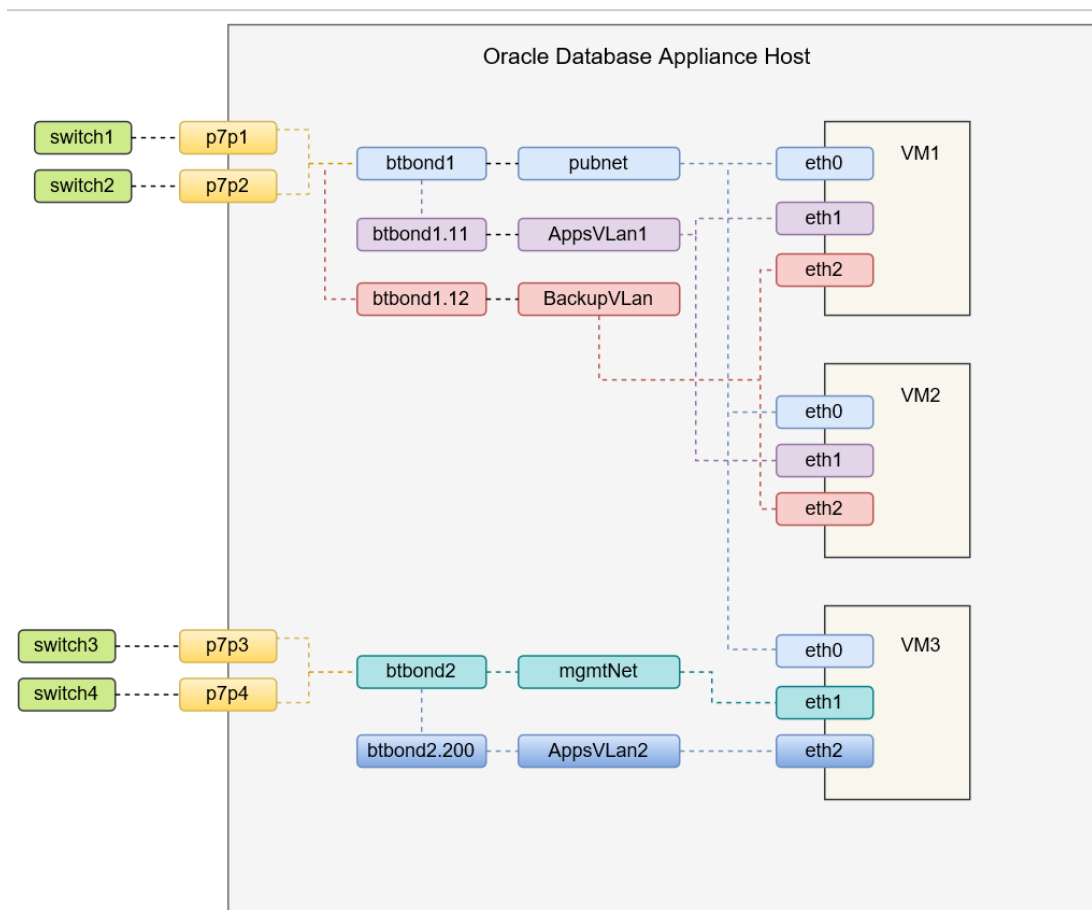 Oracle Database Appliance Host
switch1
p7p1
switch2
p7p2
btbond1
pubnet
btbond1.11
AppsVLan1
btbond1.12
BackupVLan
VM1
eth0
eth1
eth2
VM2
eth0
eth1
eth2
switch3
p7p3
switch4
p7p4
btbond2
mgmtNet
btbond2.200
AppsVLan2
VM3
eth0
eth1
eth2